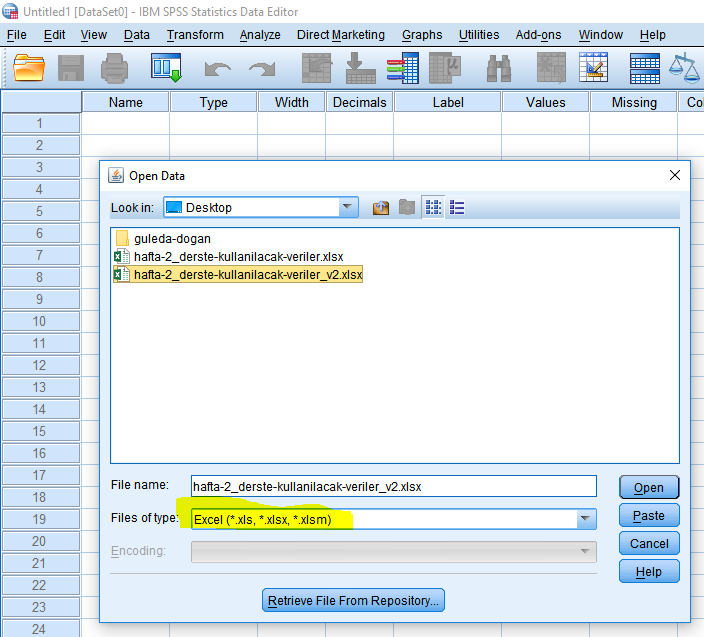 Untitled1 [DataSet0] - IBM SPSS Statistics Data Editor
File Edit View Data Transform Analyze Graphs Direct Marketing Utilities Add-ons Window Help
Name Type Width Decimals Label Values Missing Co
1
2
3
4
5
6
7
8
9
10
11
12
13
14
15
16
17
18
19
20
21
22
23
24
Open Data
Look in: Desktop
guleda-dogan
hafta-2_derste-kullanilacak-veriler.xlsx
hafta-2_derste-kullanilacak-veriler_v2.xlsx
File name: hafta-2_derste-kullanilacak-veriler_v2.xlsx Open
Files of type: Excel (*.xls, *.xlsx, *.xlsm) Paste
Encoding: Cancel
Help
Retrieve File From Repository...